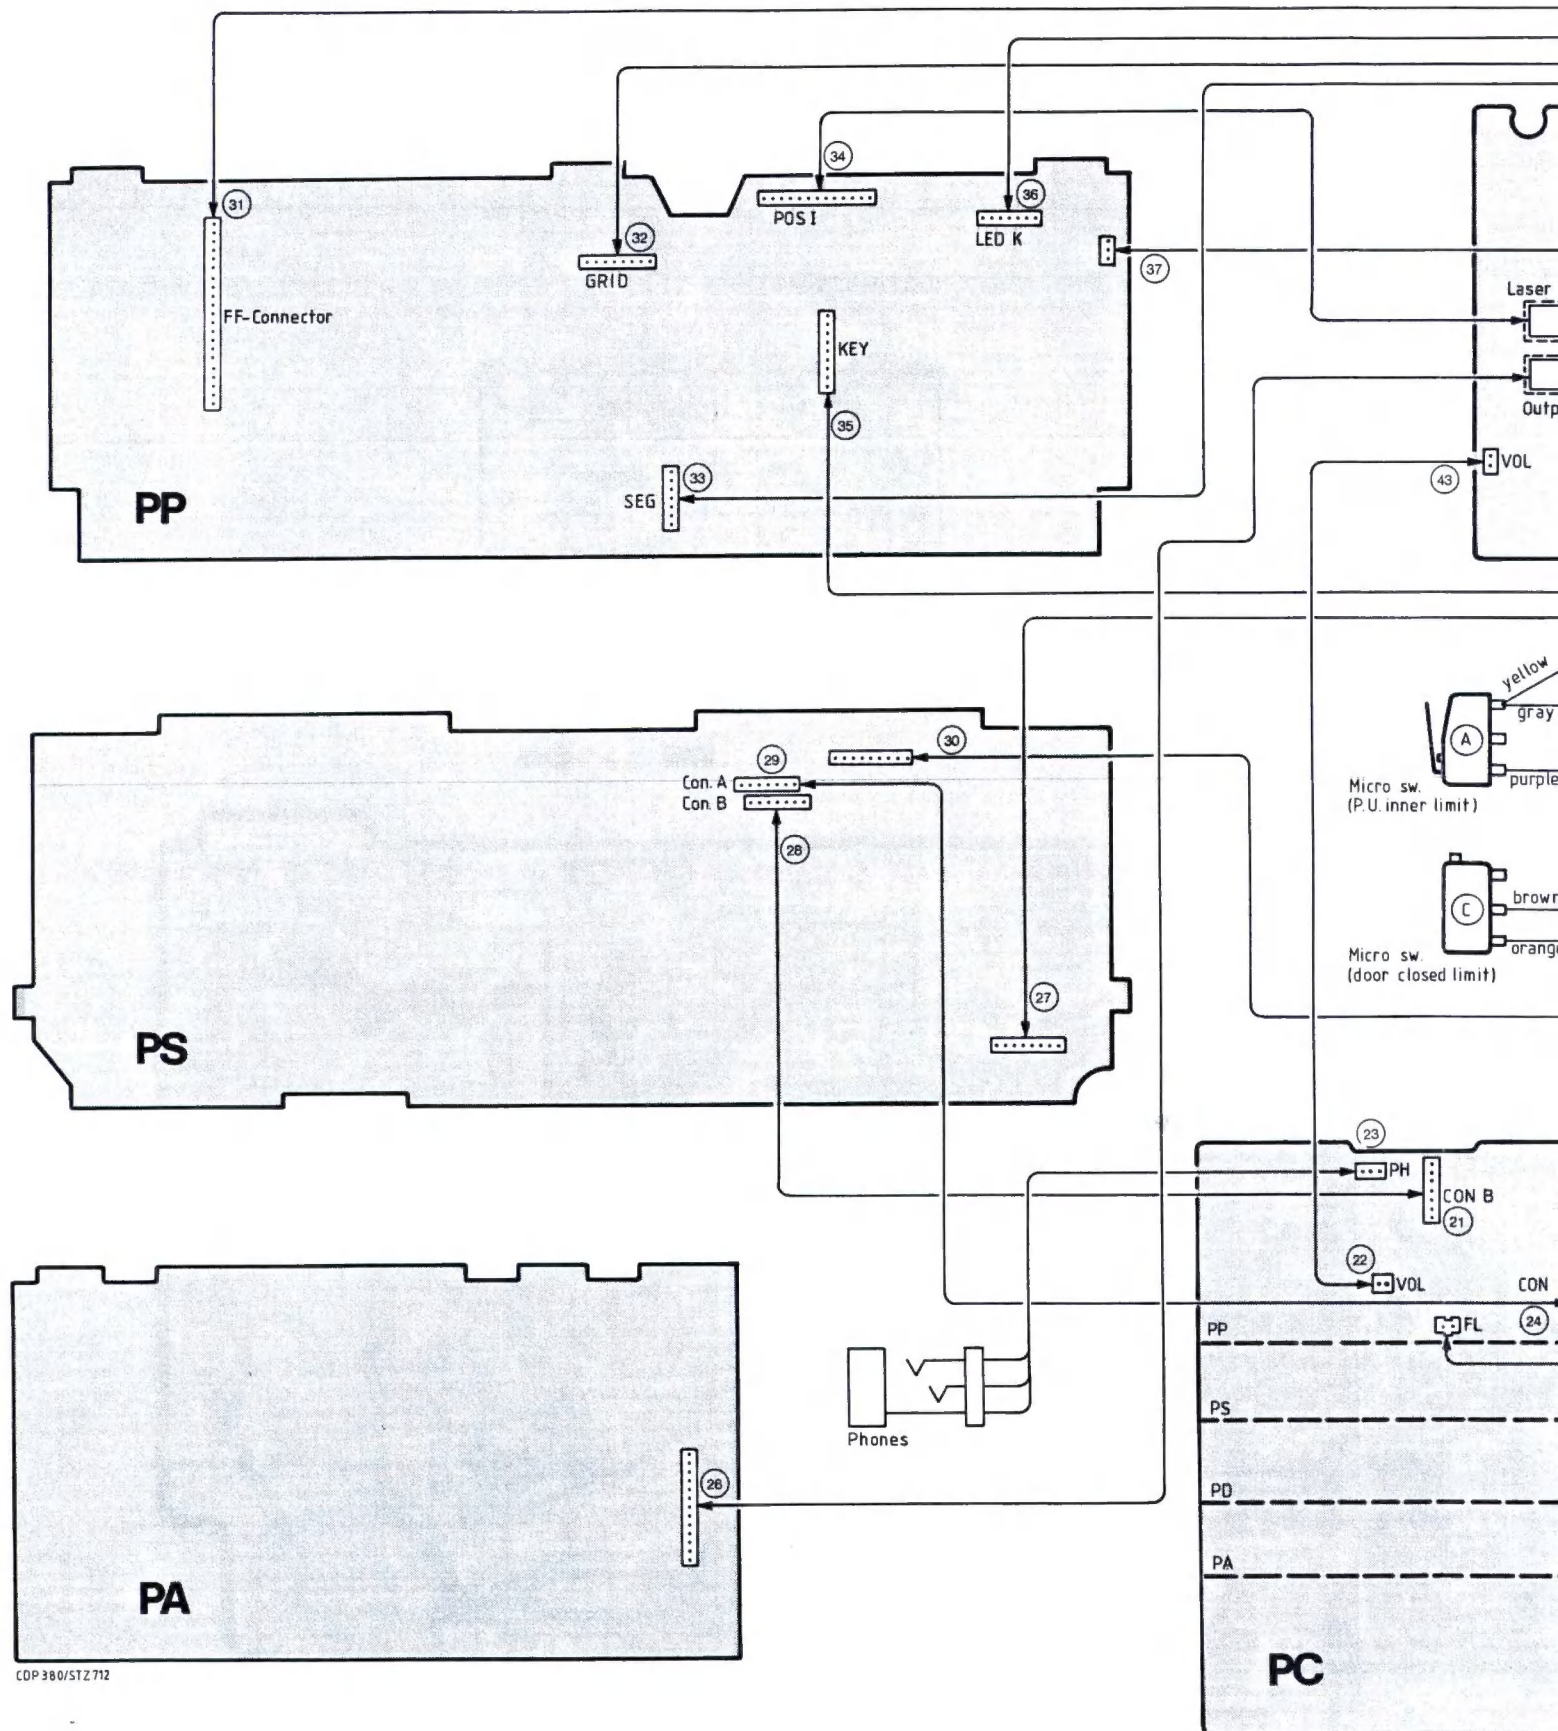 34
31
36
POSI
32
LED K
GRID
37
FF-Connector
Laser
KEY
35
33
SEG
43
VOL
PP
yellow
gray
A
30
29
Con. A
Con. B
purple
Micro sw.
(P.U. inner limit)
28
brown
C
Micro sw.
(door closed limit)
27
PS
23
PH
CON B
21
22
VOL
CON
24
PP
FL
PS
Phones
26
PD
PA
PA
PC
CDP 380/STZ 712